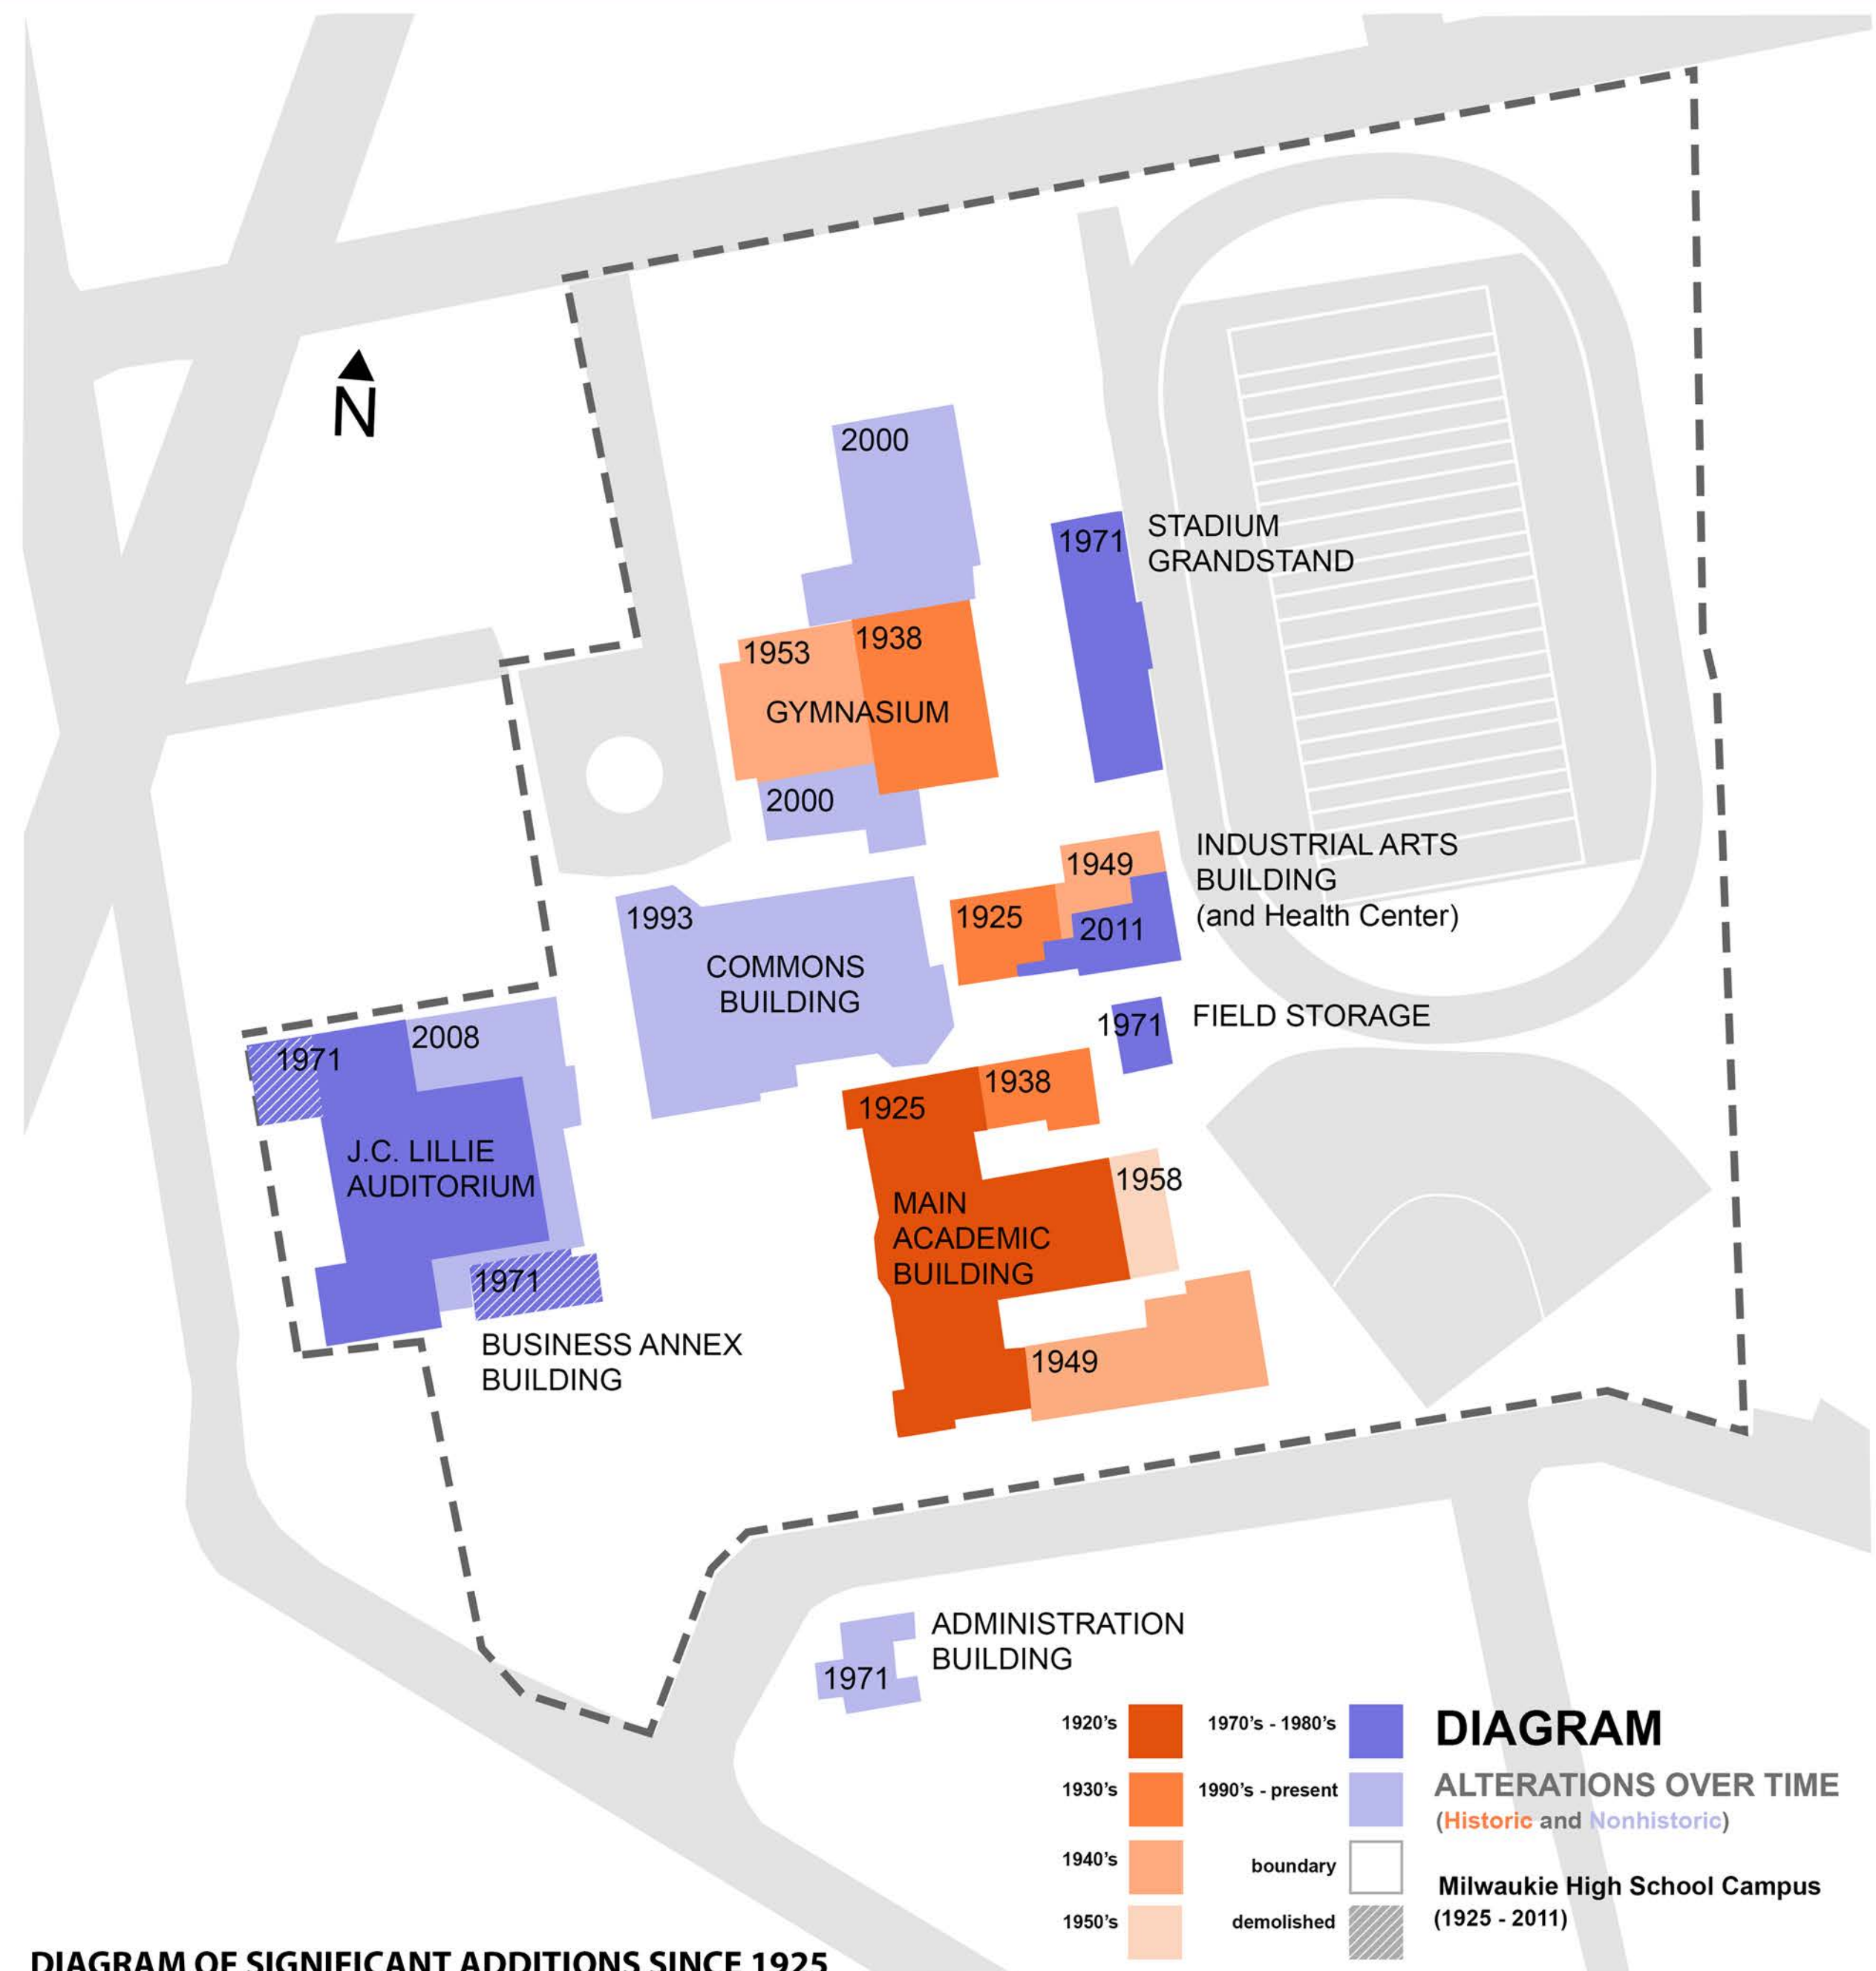 N
2000
1971
STADIUM
GRANDSTAND
1953
1938
GYMNASIUM
2000
1949
INDUSTRIAL ARTS
BUILDING
(and Health Center)
1925
2011
1993
COMMONS
BUILDING
1971
FIELD STORAGE
2008
1971
J.C. LILLIE
AUDITORIUM
1971
BUSINESS ANNEX
BUILDING
1925
1938
1958
MAIN
ACADEMIC
BUILDING
1949
ADMINISTRATION
BUILDING
1971
1920's
1930's
1940's
1950's
1970's - 1980's
1990's - present
boundary
demolished
DIAGRAM
ALTERATIONS OVER TIME
(Historic and Nonhistoric)
Milwaukie High School Campus
(1925 - 2011)
DIAGRAM OF SIGNIFICANT ADDITIONS SINCE 1925